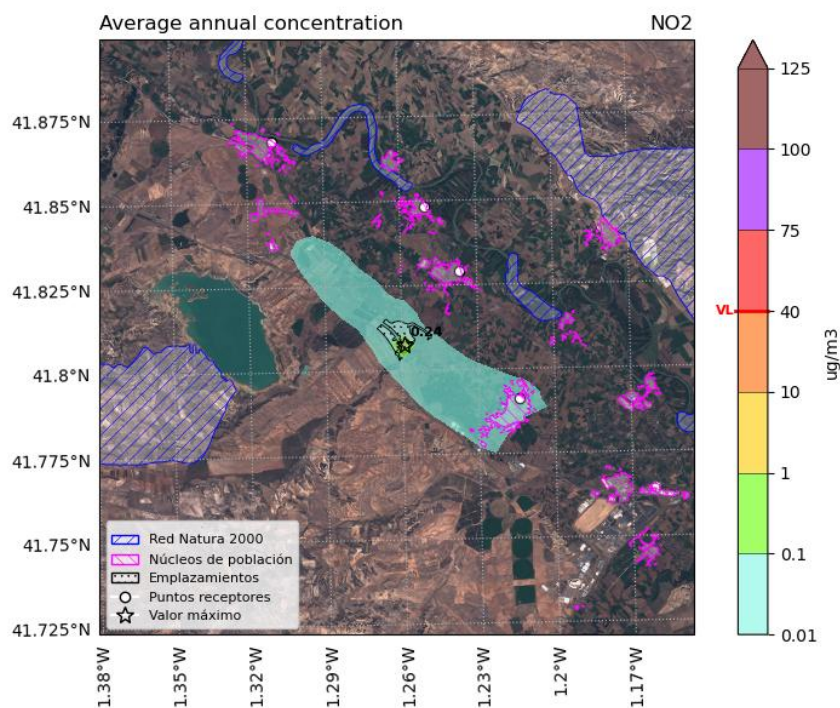 Average annual concentration NO2
41.875°N
41.85°N
41.825°N
41.8°N
41.775°N
41.75°N
41.725°N
0.24
Red Natura 2000
Núcleos de población
Emplazamientos
Puntos receptores
Valor máximo
1.38°W
1.35°W
1.32°W
1.29°W
1.26°W
1.23°W
1.2°W
1.17°W
125
100
75
VL
40
10
1
0.1
0.01
ug/m3